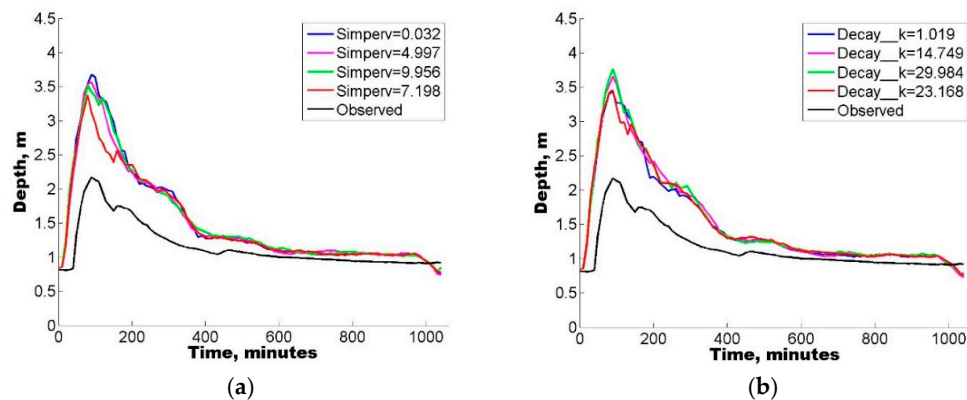 4.5
4
3.5
3
2.5
2
1.5
1
0.5
0
Depth, m
Simperv=0.032
Simperv=4.997
Simperv=9.956
Simperv=7.198
Observed
0 200 400 600 800 1000
Time, minutes
(a)
4.5
4
3.5
3
2.5
2
1.5
1
0.5
0
Depth, m
Decay__k=1.019
Decay__k=14.749
Decay__k=29.984
Decay__k=23.168
Observed
0 200 400 600 800 1000
Time, minutes
(b)